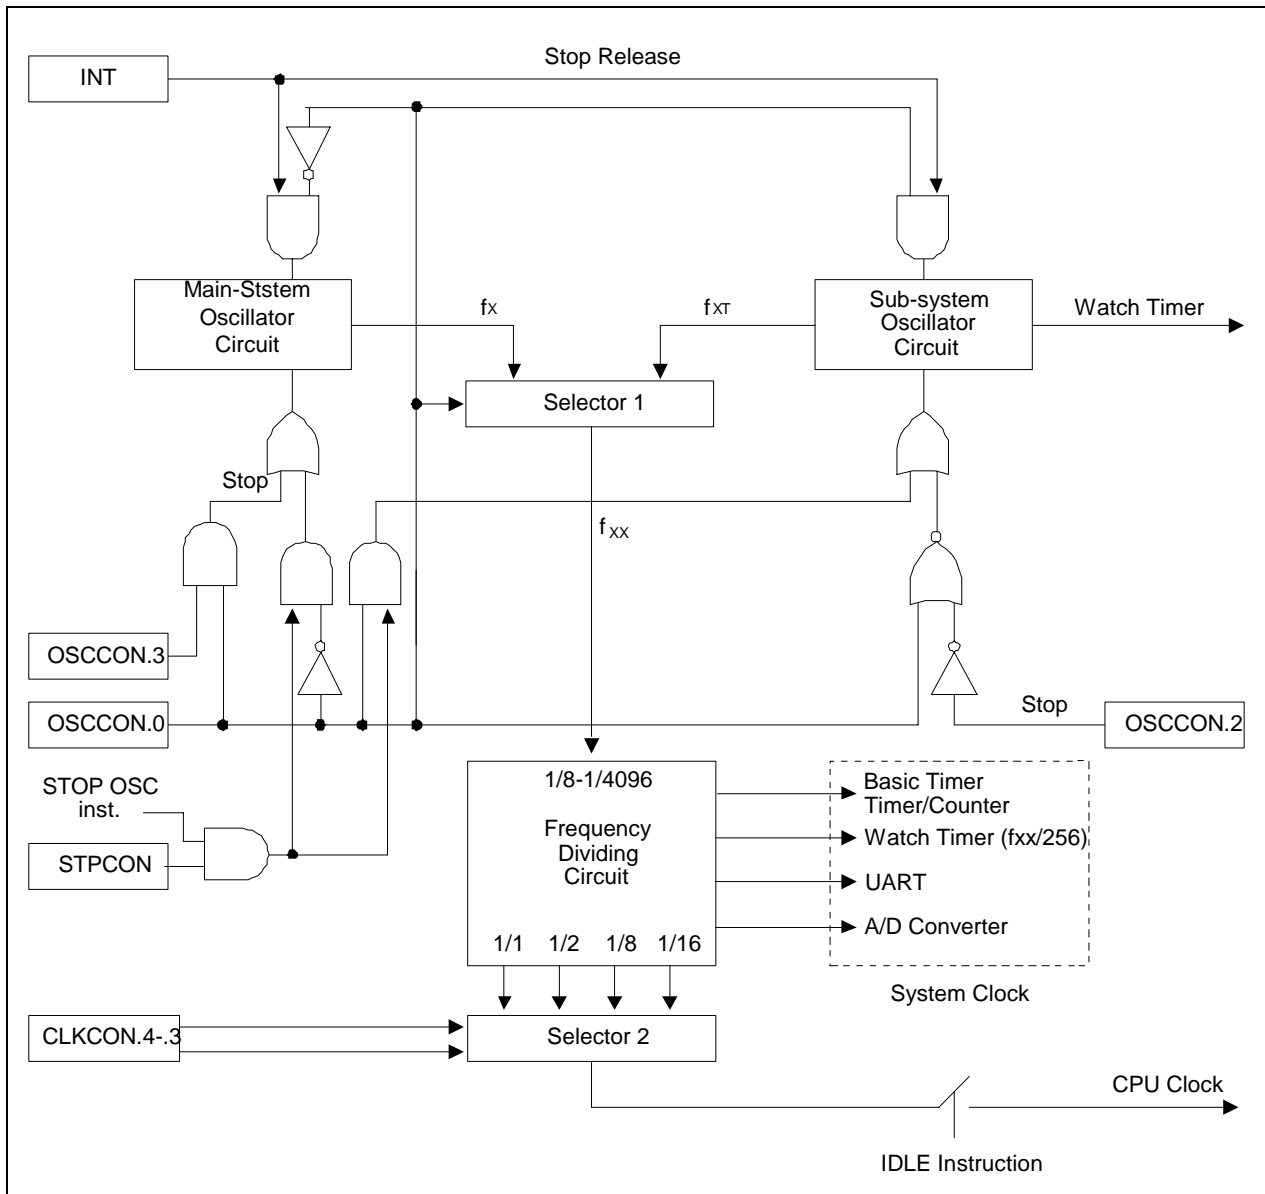 Stop Release
INT
Main-Ststem
Oscillator
Circuit
fX
fXT
Sub-system
Oscillator
Circuit
Watch Timer
Selector 1
Stop
fXX
OSCCON.3
OSCCON.0
Stop
OSCCON.2
STOP OSC
inst.
STPCON
1/8-1/4096
Frequency
Dividing
Circuit
1/1 1/2 1/8 1/16
Basic Timer
Timer/Counter
Watch Timer (fxx/256)
UART
A/D Converter
System Clock
CLKCON.4-.3
Selector 2
CPU Clock
IDLE Instruction